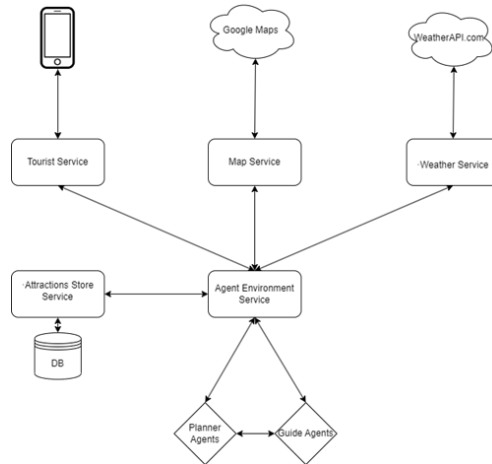 Google Maps
WeatherAPI.com
Tourist Service
Map Service
·Weather Service
·Attractions Store
Service
Agent Environment
Service
DB
Planner
Agents
Guide Agents